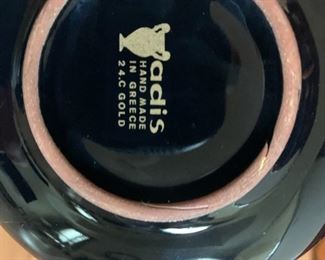 adis
HAND MADE
IN GREECE
24.C GOLD